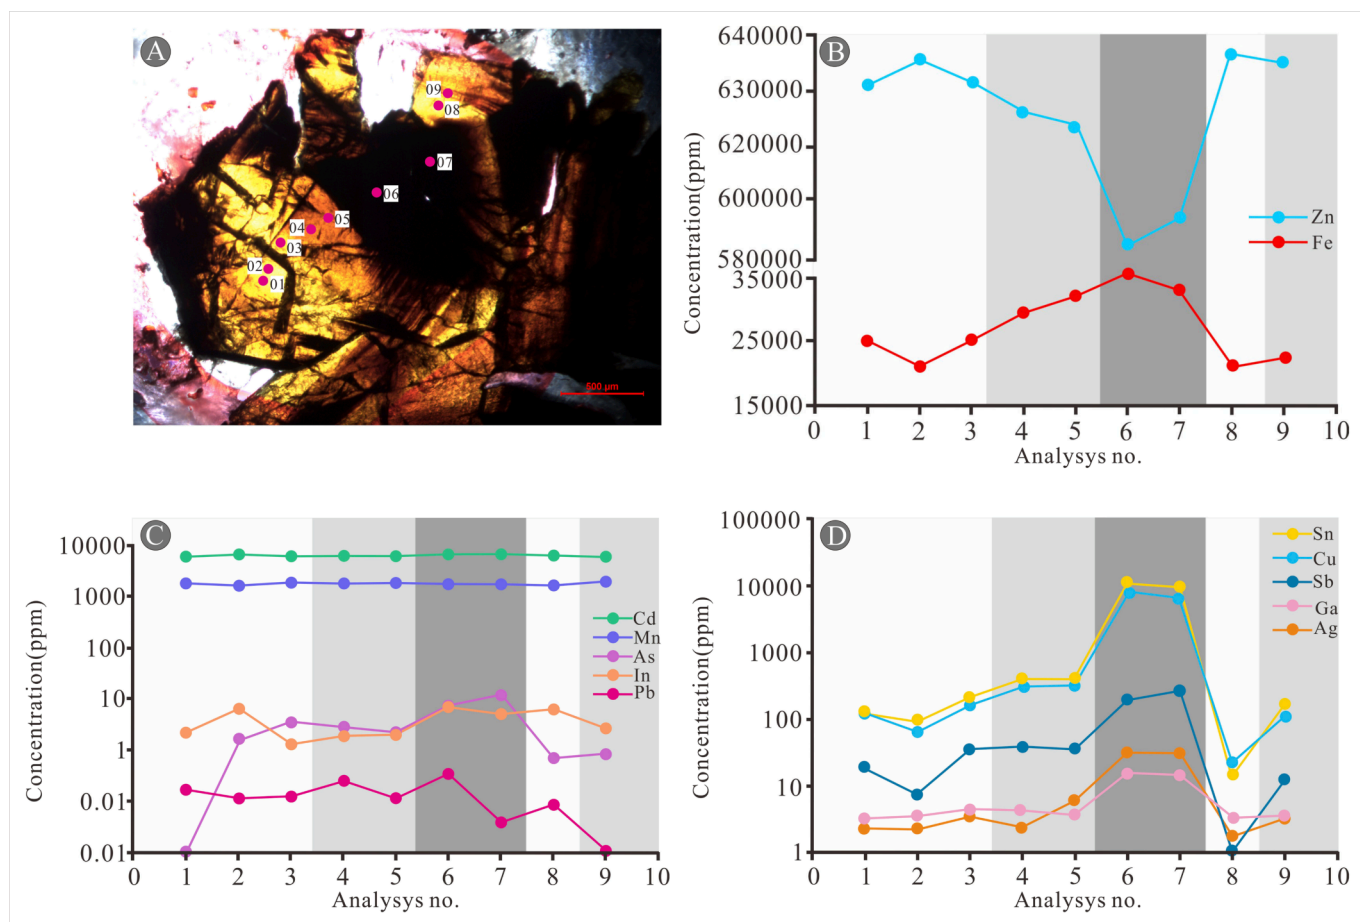 A
09
08
07
06
05
04
03
02
01
500 μm
B
Concentration(ppm)
640000
630000
620000
600000
580000
35000
25000
15000
0 1 2 3 4 5 6 7 8 9 10
Analysys no.
Zn
Fe
C
Concentration(ppm)
10000
1000
100
10
1
0.01
0.01
0 1 2 3 4 5 6 7 8 9 10
Analysys no.
Cd
Mn
As
In
Pb
D
Concentration(ppm)
100000
10000
1000
100
10
1
0 1 2 3 4 5 6 7 8 9 10
Analysys no.
Sn
Cu
Sb
Ga
Ag